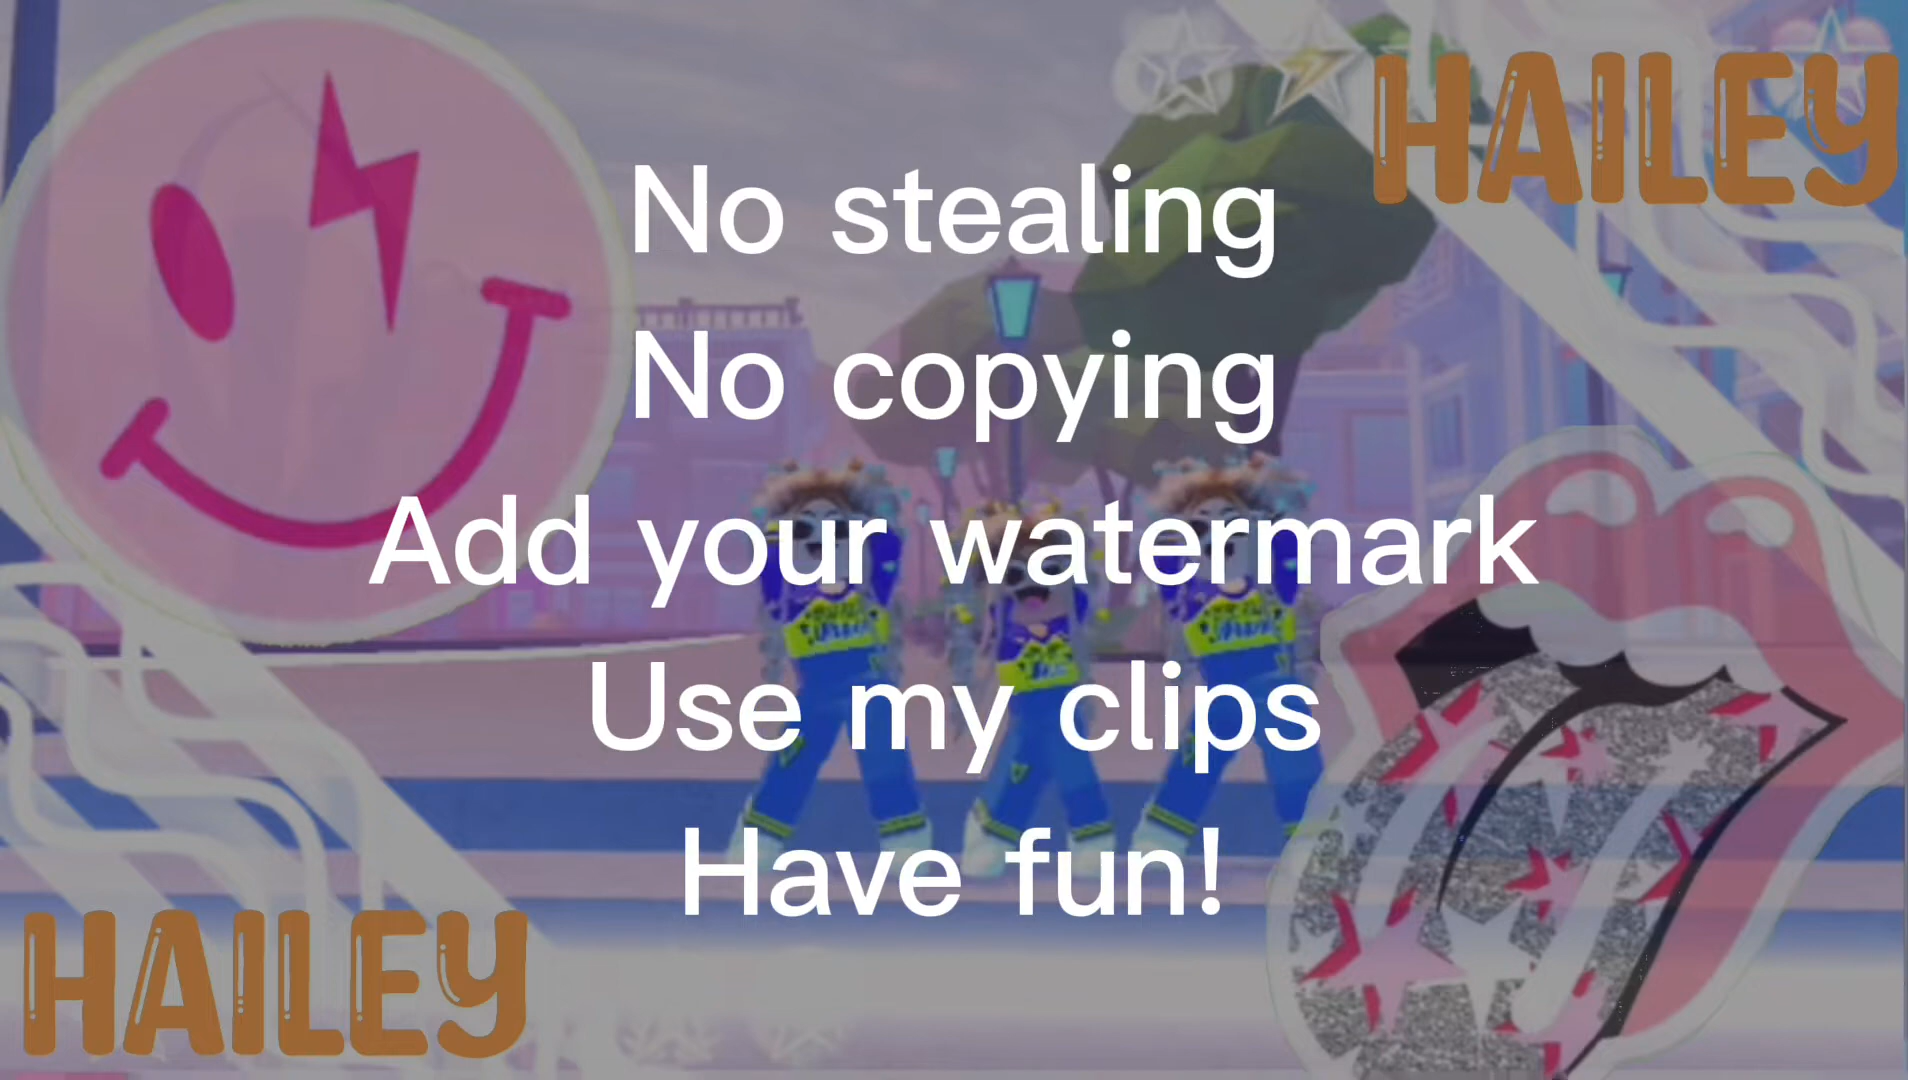 HAILEY
No stealing
No copying
Add your watermark
Use my clips
Have fun!
HAILEY